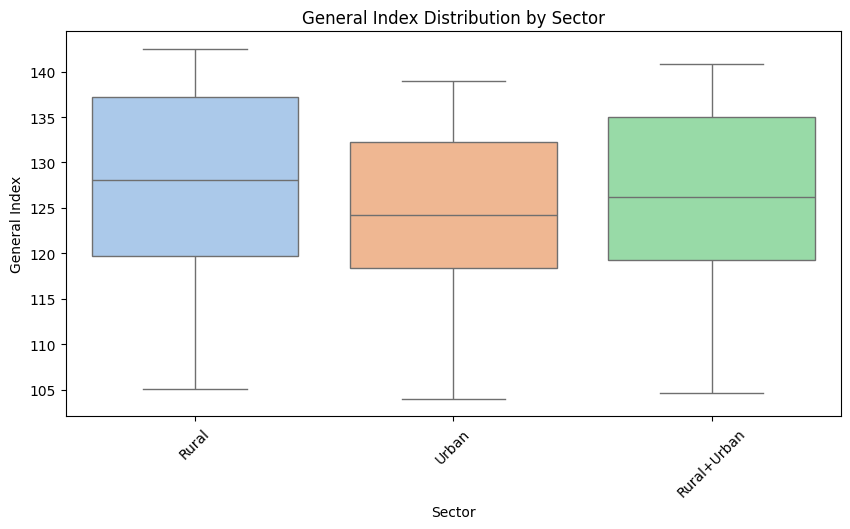 General Index Distribution by Sector
General Index
140
135
130
125
120
115
110
105
Rural
Urban
Rural+Urban
Sector